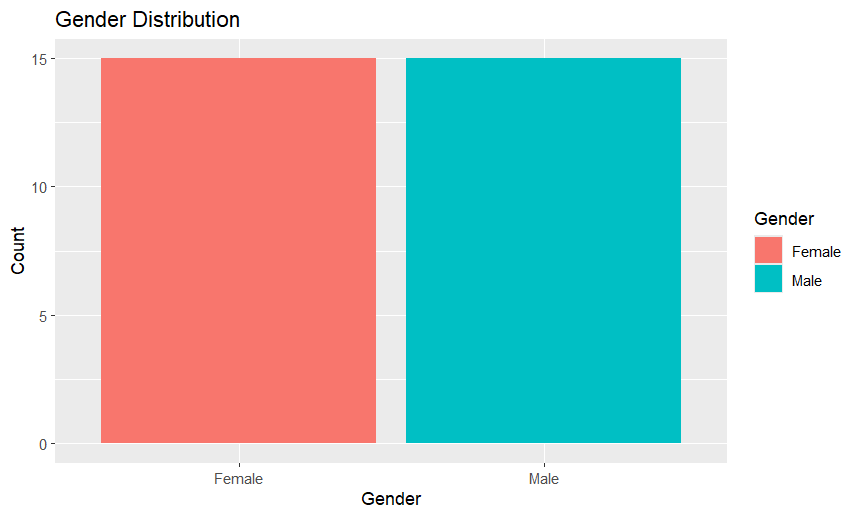 Gender Distribution
15
10
5
0
Count
Female
Male
Gender
Gender
Female
Male